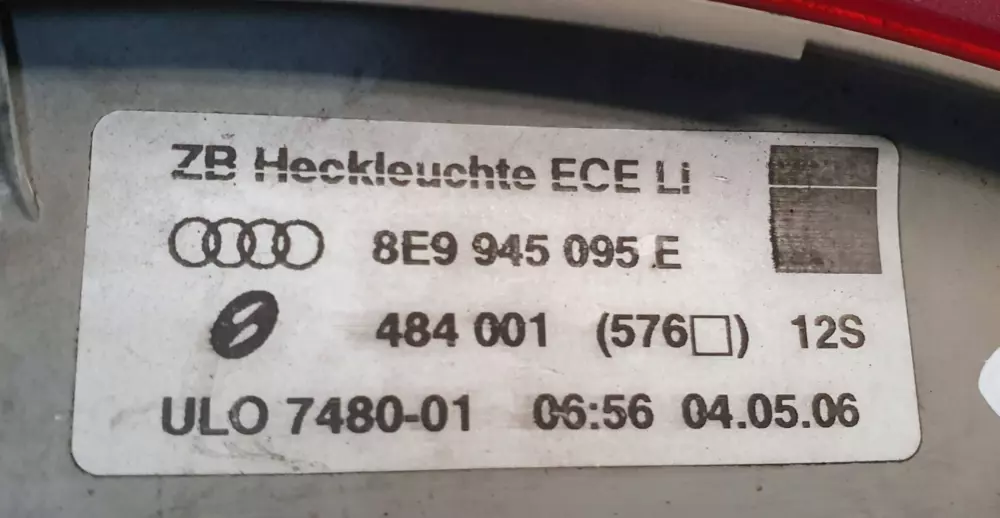 ZB Heckleuchte ECE Li
8E9 945 095 E
484 001 (576□) 12S
ULO 7480-01 06:56 04.05.06